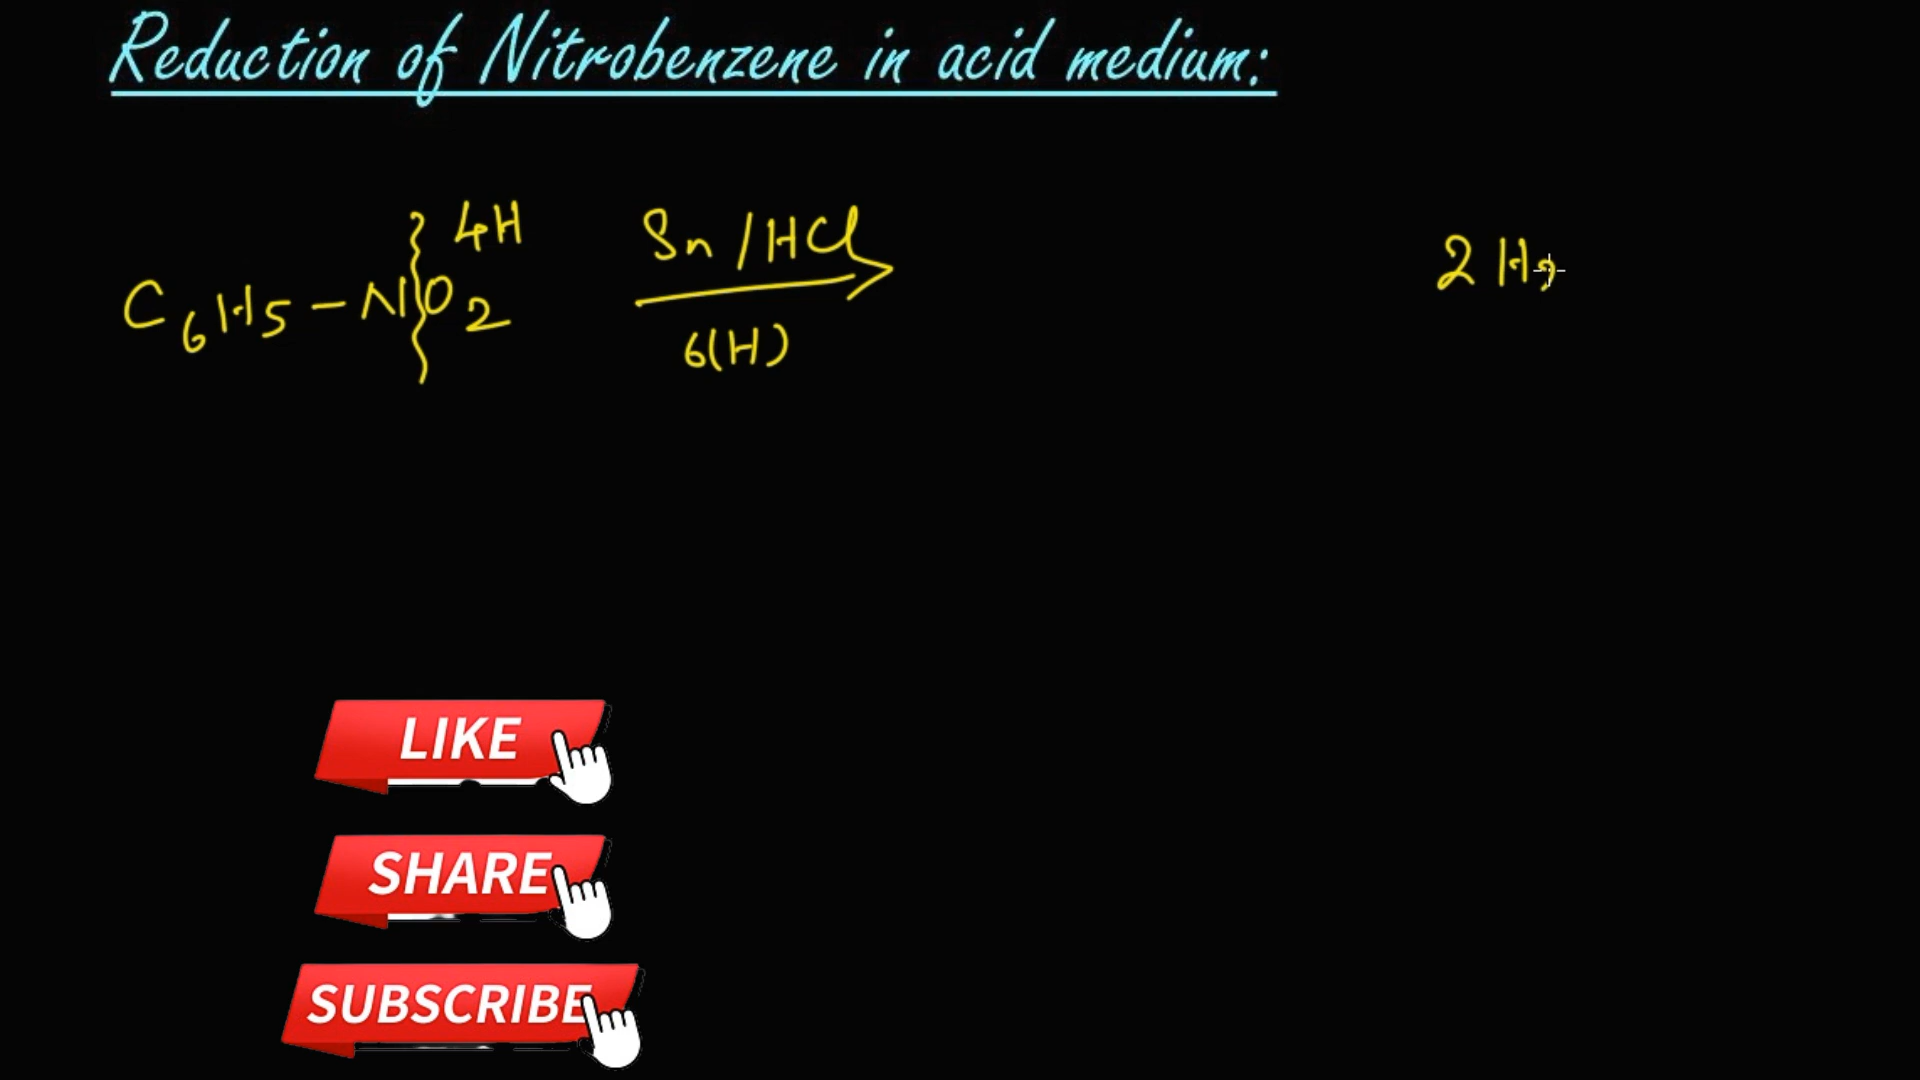 Reduction of Nitrobenzene in acid medium:
4H
Sn/HCl
C6H5-NO2
2H2
6(H)
LIKE
SHARE
SUBSCRIBE